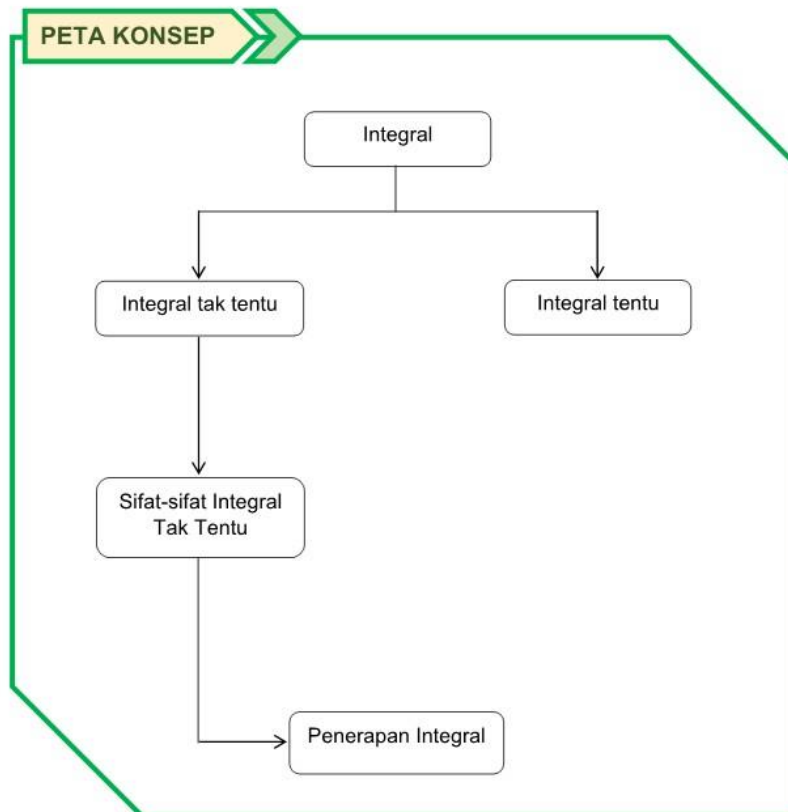 PETA KONSEP
Integral
Integral tak tentu
Integral tentu
Sifat-sifat Integral
Tak Tentu
Penerapan Integral